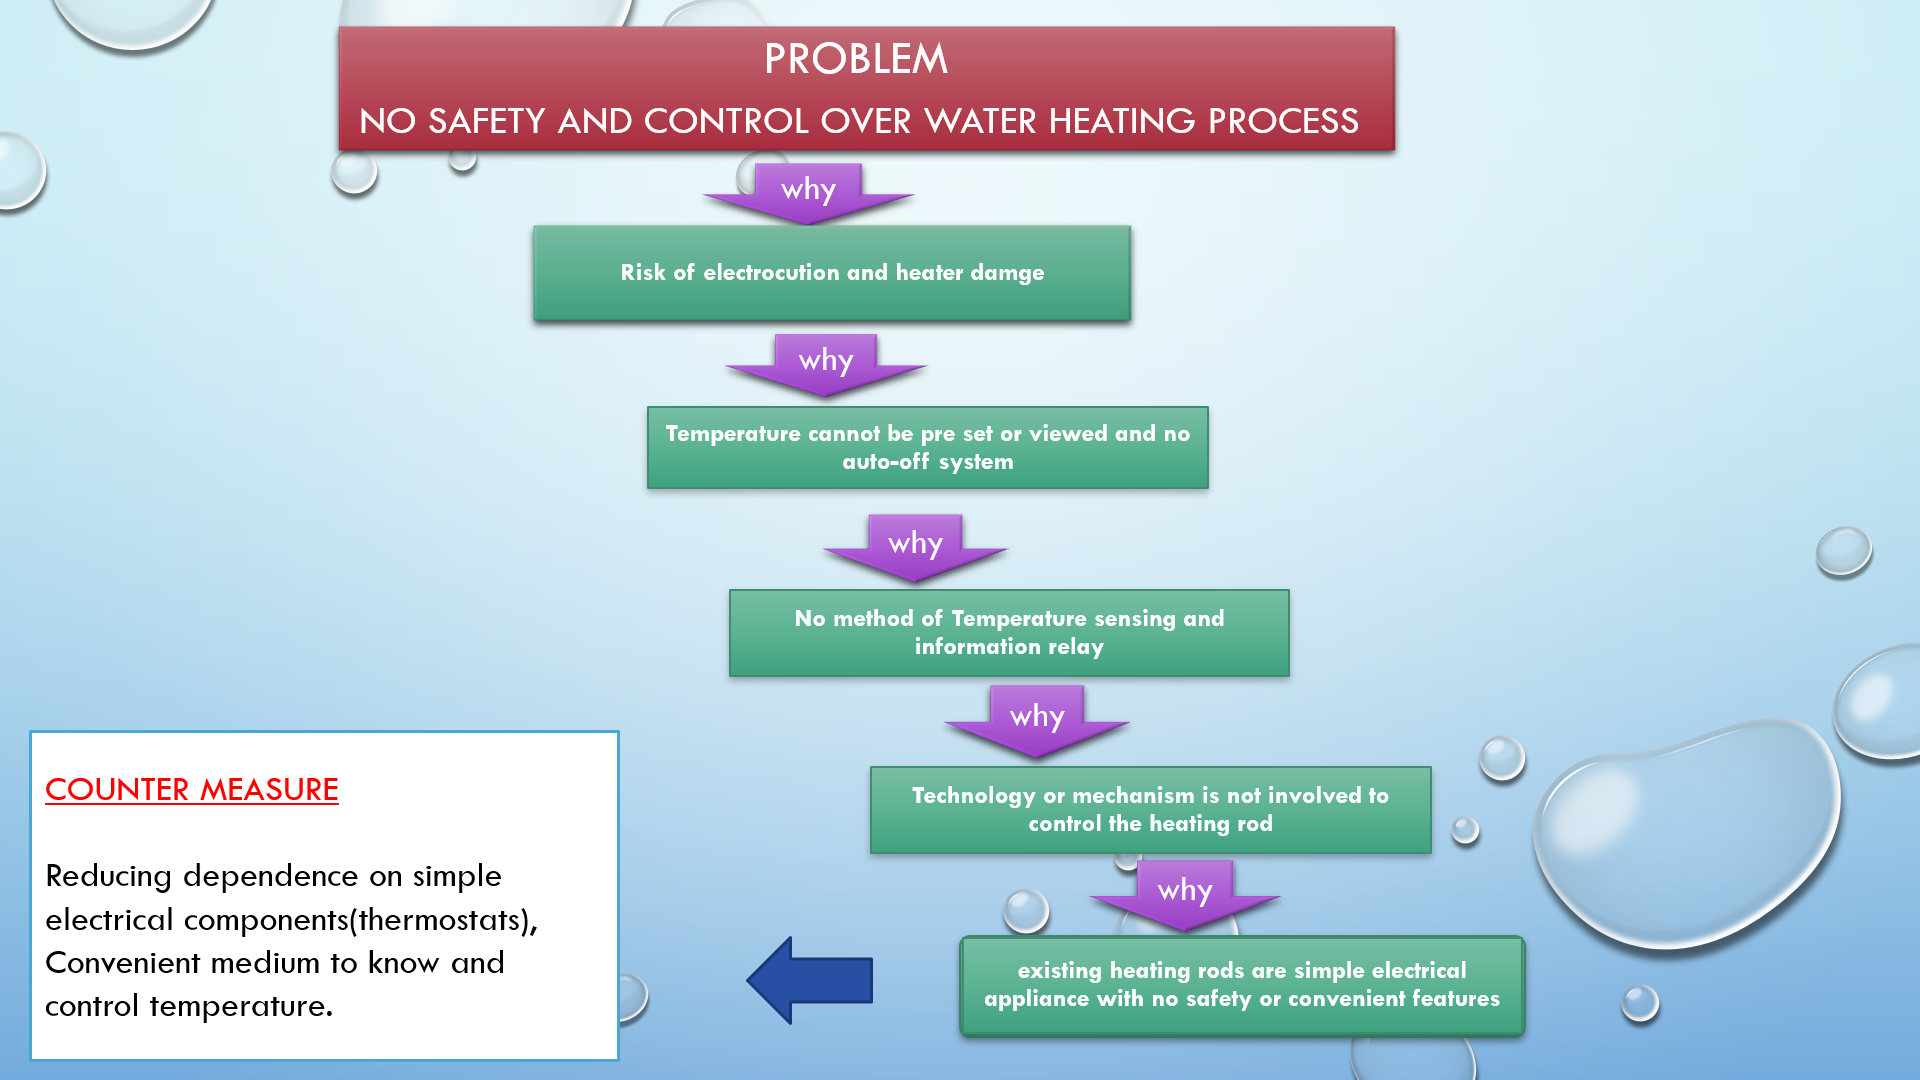 PROBLEM
NO SAFETY AND CONTROL OVER WATER HEATING PROCESS
why
Risk of electrocution and heater damge
why
Temperature cannot be pre set or viewed and no
auto-off system
why
No method of Temperature sensing and
information relay
why
Technology or mechanism is not involved to
control the heating rod
why
existing heating rods are simple electrical
appliance with no safety or convenient features
COUNTER MEASURE
Reducing dependence on simple
electrical components(thermostats),
Convenient medium to know and
control temperature.